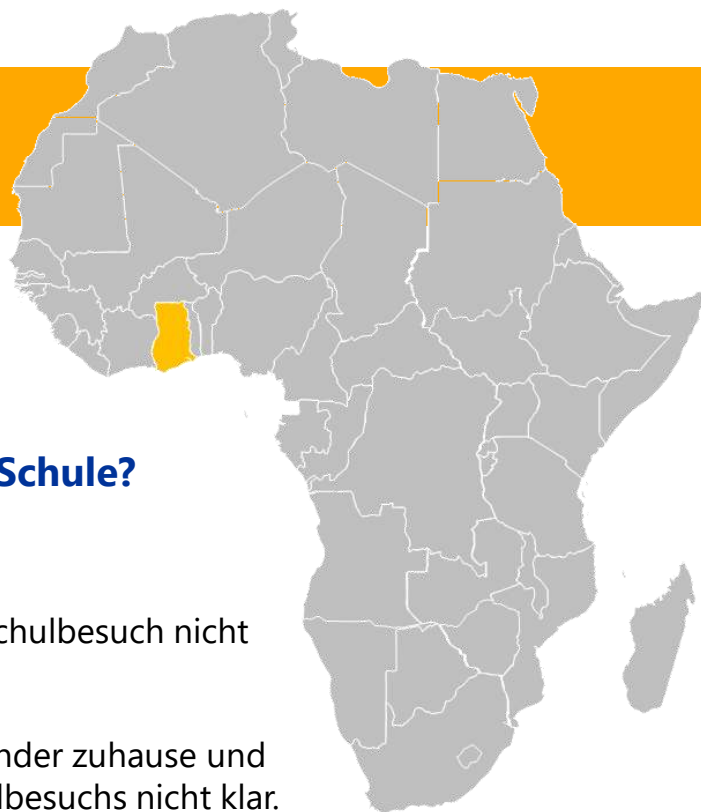 Schule?
chulbesuch nicht
nder zuhause und
lbesuchs nicht klar.